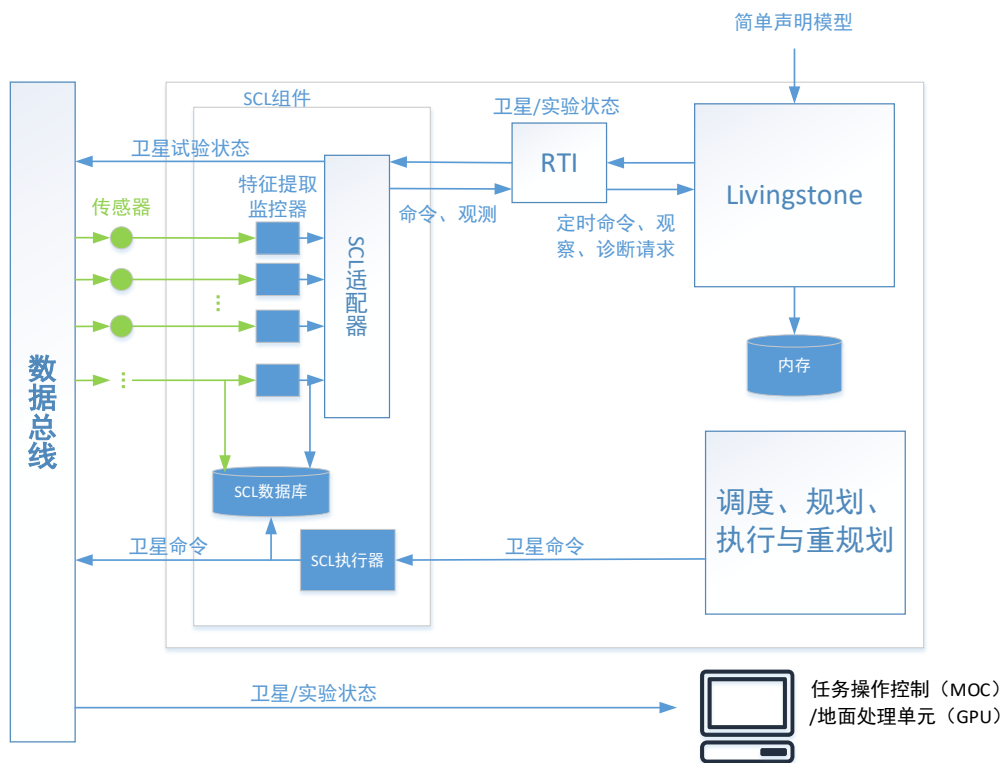 简单声明模型
SCL组件
卫星/实验状态
卫星试验状态
RTI
Livingstone
特征提取
监控器
传感器
命令、观测
定时命令、观
察、诊断请求
SCL适配器
...
内存
数据总线
...
SCL数据库
调度、规划、
执行与重规划
卫星命令
SCL执行器
卫星命令
卫星/实验状态
任务操作控制（MOC）
/地面处理单元（GPU）